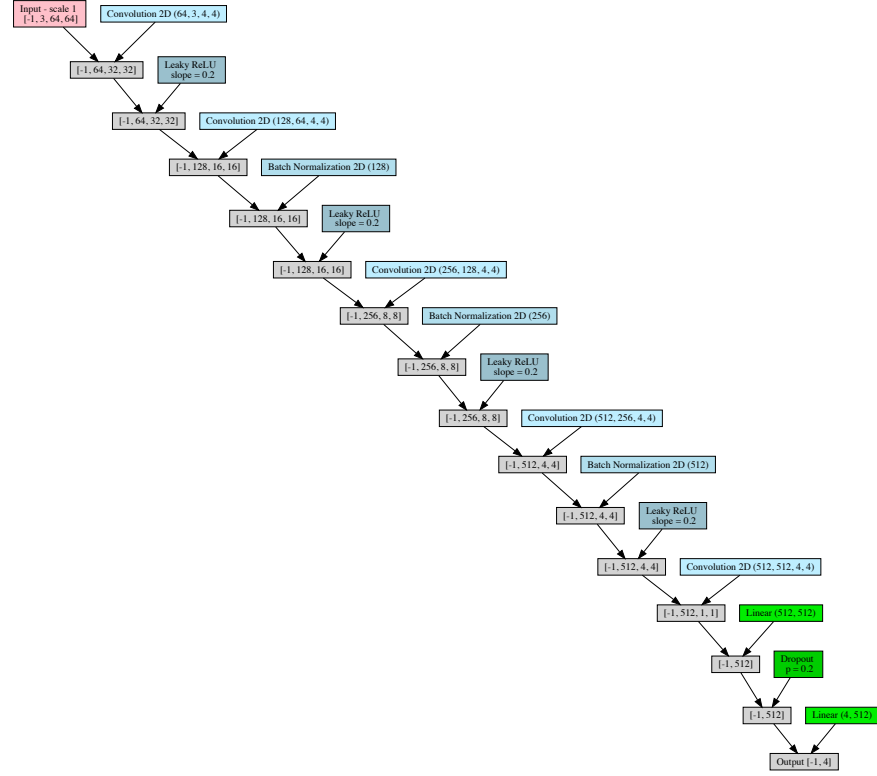 Input - scale 1
[-1, 3, 64, 64]
Convolution 2D (64, 3, 4, 4)
[-1, 64, 32, 32]
Leaky ReLU
slope = 0.2
[-1, 64, 32, 32]
Convolution 2D (128, 64, 4, 4)
[-1, 128, 16, 16]
Batch Normalization 2D (128)
[-1, 128, 16, 16]
Leaky ReLU
slope = 0.2
[-1, 128, 16, 16]
Convolution 2D (256, 128, 4, 4)
[-1, 256, 8, 8]
Batch Normalization 2D (256)
[-1, 256, 8, 8]
Leaky ReLU
slope = 0.2
[-1, 256, 8, 8]
Convolution 2D (512, 256, 4, 4)
[-1, 512, 4, 4]
Batch Normalization 2D (512)
[-1, 512, 4, 4]
Leaky ReLU
slope = 0.2
[-1, 512, 4, 4]
Convolution 2D (512, 512, 4, 4)
[-1, 512, 1, 1]
Linear (512, 512)
[-1, 512]
Dropout
p = 0.2
[-1, 512]
Linear (4, 512)
Output [-1, 4]